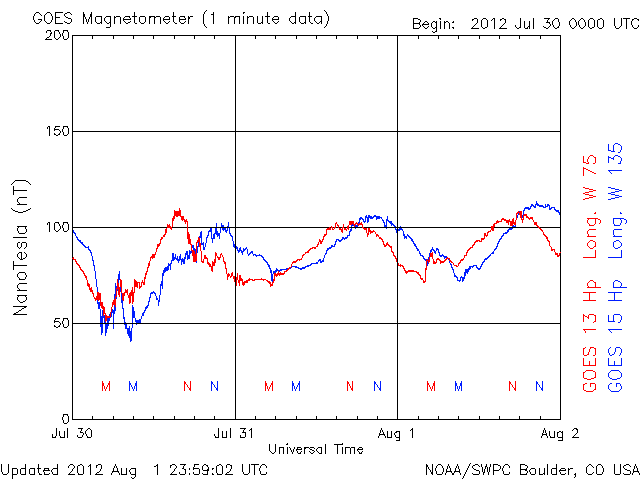 GOES Magnetometer (1 minute data)
Begin: 2012 Jul 30 0000 UTC
200
150
100
50
0
NanoTesla (nT)
M M N N M M N N M M N N
Jul 30 Jul 31 Aug 1 Aug 2
Universal Time
GOES 13 Hp Long. W 75
GOES 15 Hp Long. W 135
Updated 2012 Aug 1 23:59:02 UTC
NOAA/SWPC Boulder, CO USA